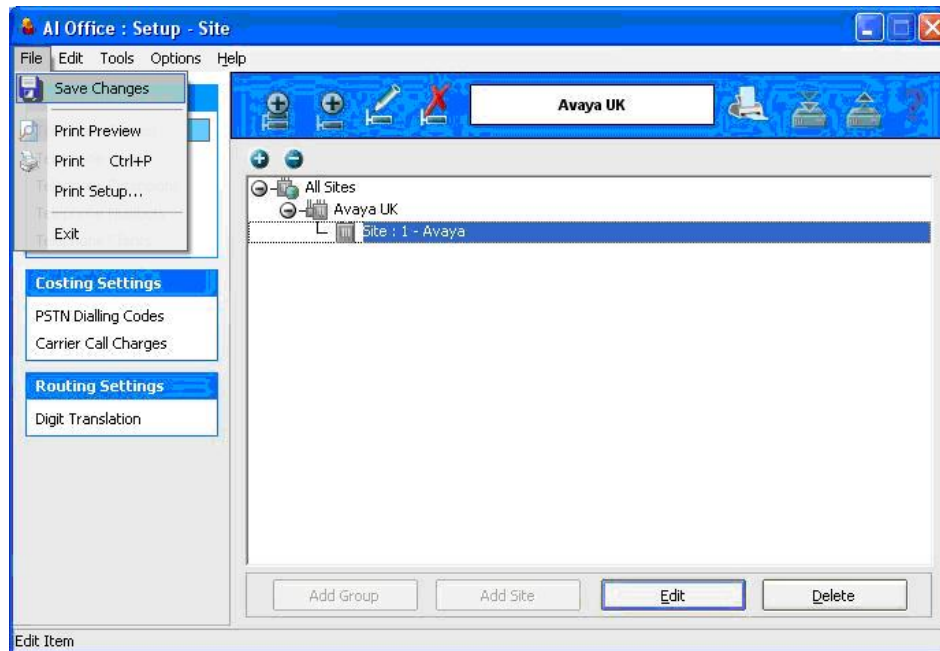 AI Office : Setup - Site
File Edit Tools Options Help
Save Changes
Print Preview
Print Ctrl+P
Print Setup...
Exit
Costing Settings
PSTN Dialling Codes
Carrier Call Charges
Routing Settings
Digit Translation
Avaya UK
All Sites
Avaya UK
Site : 1 - Avaya
Add Group Add Site Edit Delete
Edit Item